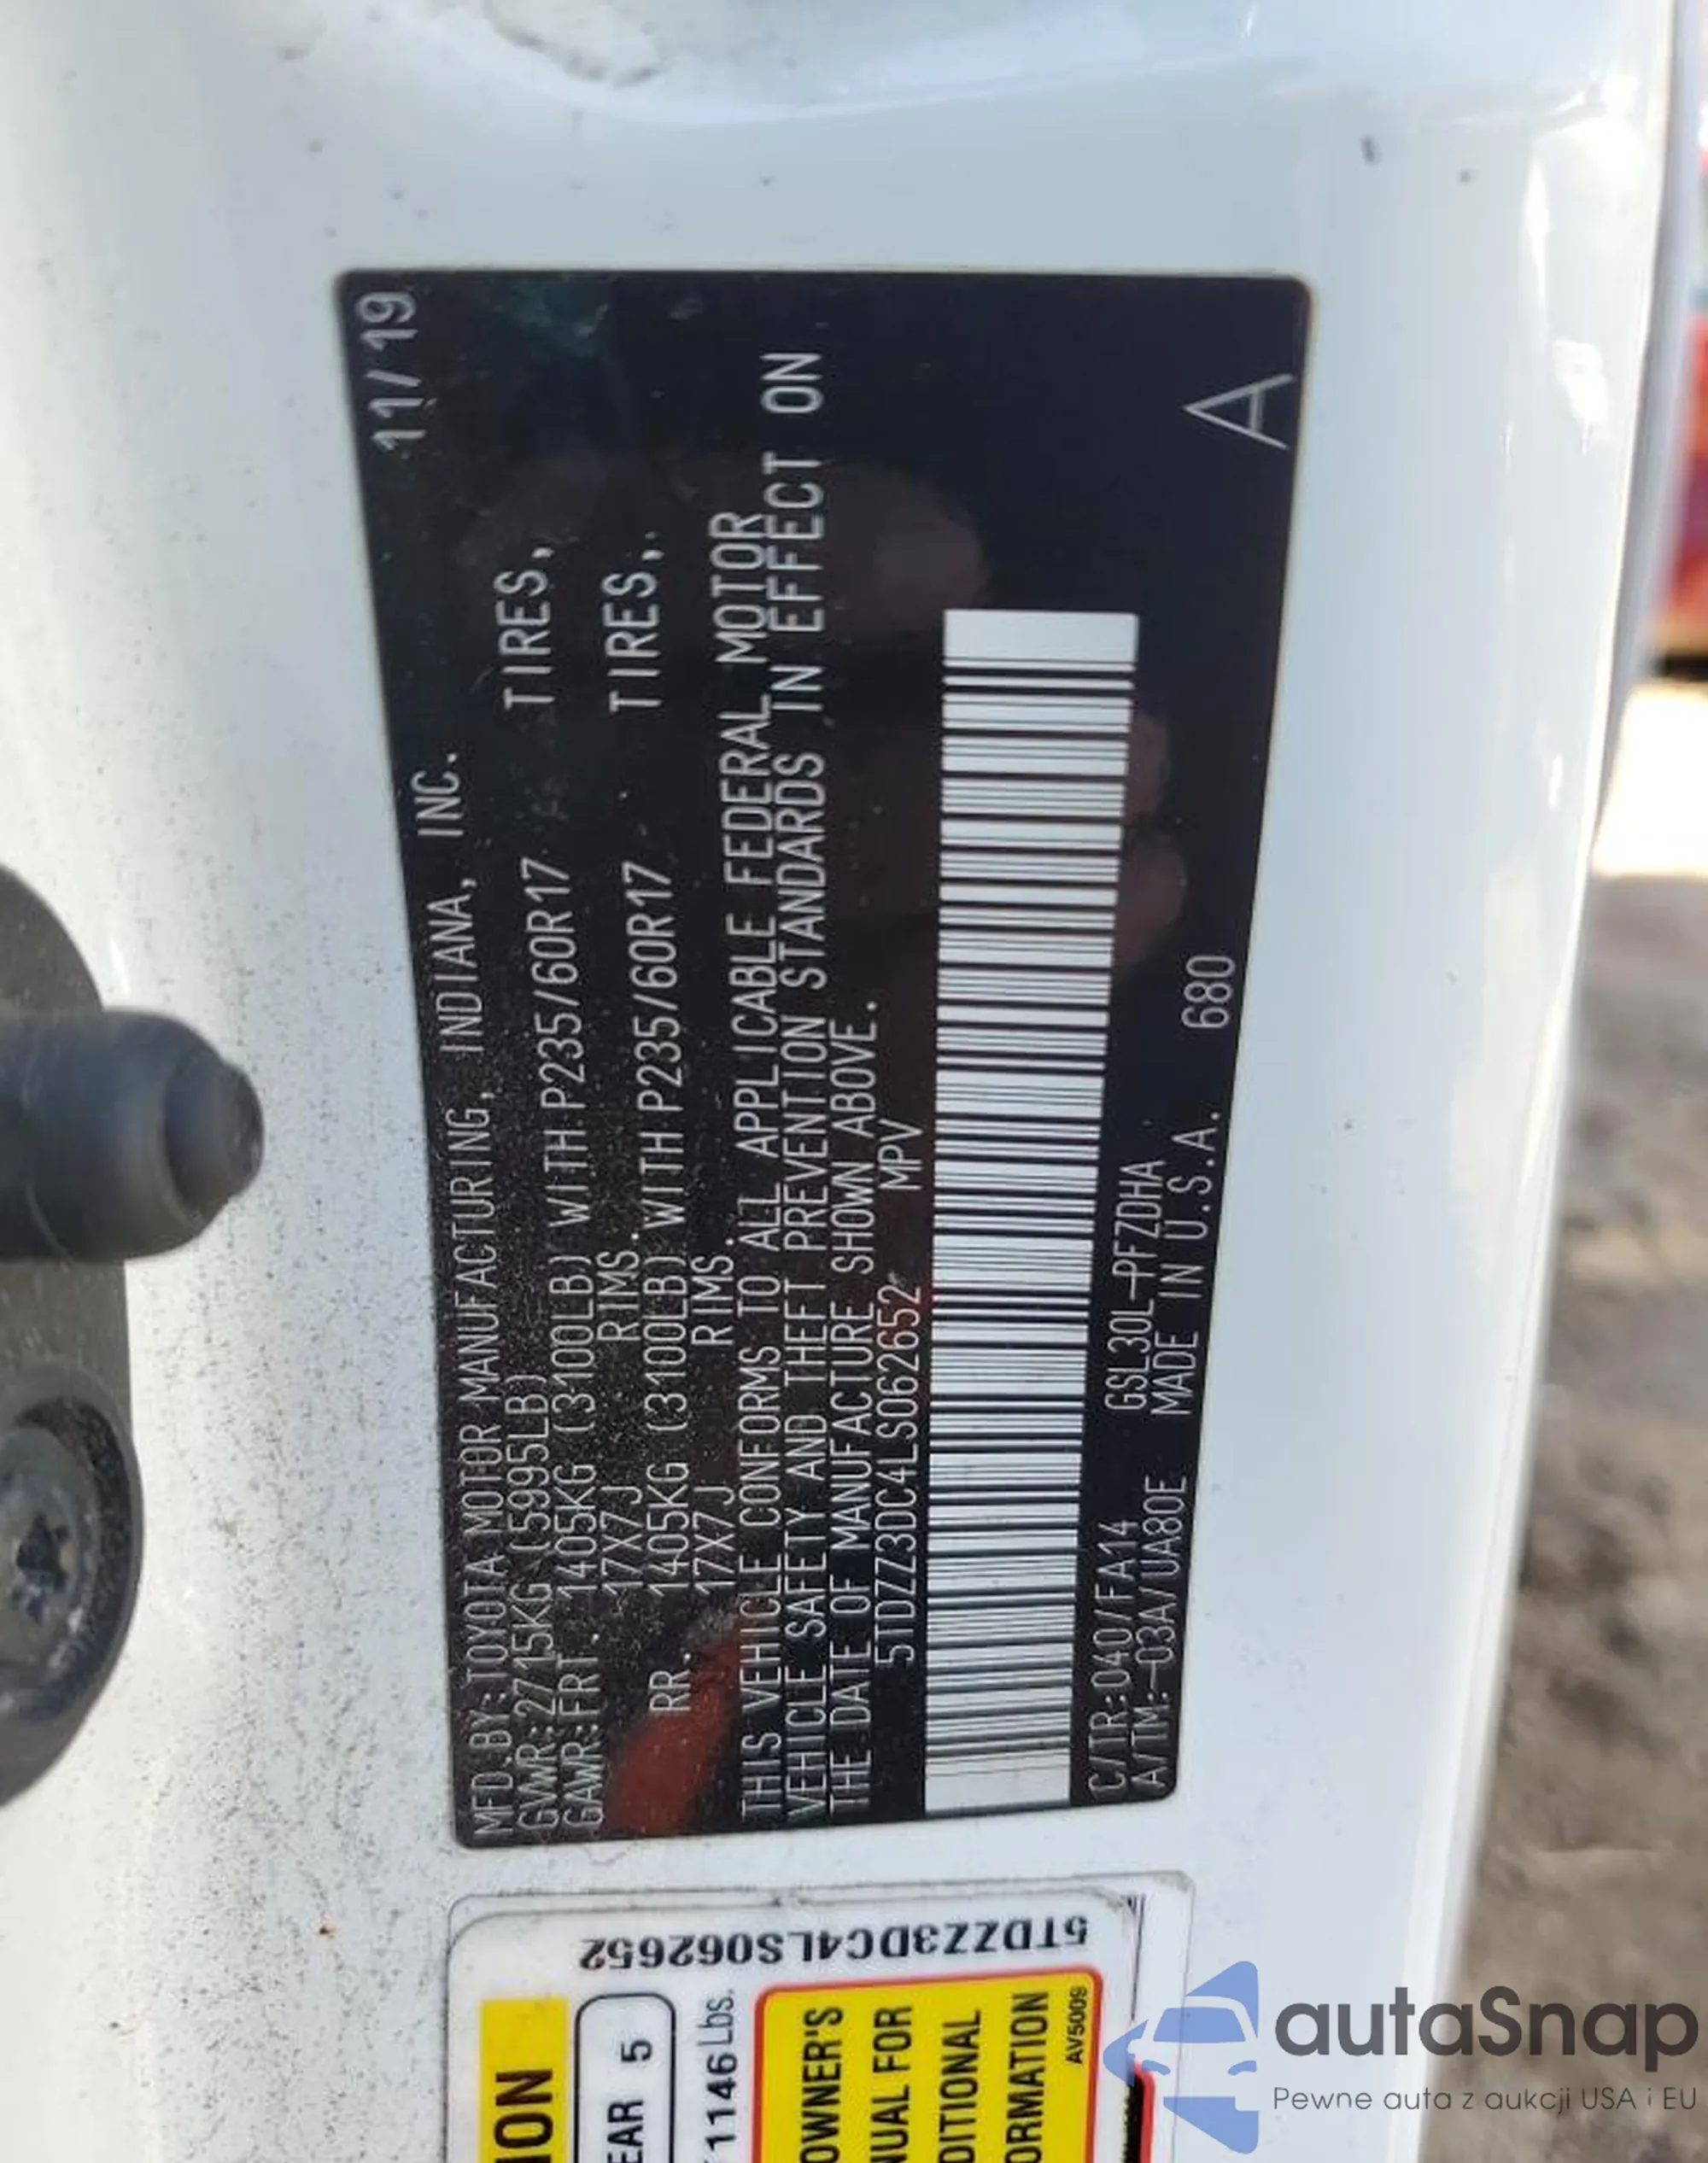 11/19
MFD.BY:TOYOTA MOTOR MANUFACTURING, INDIANA, INC.
GVWR:2715KG (5995LB)
GAWR:FRT. 1405KG (3100LB) WITH P235/60R17 TIRES,
17X7J RIMS.
RR. 1405KG (3100LB) WITH P235/60R17 TIRES,
17X7J RIMS.
THIS VEHICLE CONFORMS TO ALL APPLICABLE FEDERAL MOTOR
VEHICLE SAFETY AND THEFT PREVENTION STANDARDS IN EFFECT ON
THE DATE OF MANUFACTURE SHOWN ABOVE.
5TDZZ3DC4LS062652 MPV
C/TR:040/FA14 GSL30L-PFZDHA
A/TM:-03A/UA80E MADE IN U.S.A. 680
A
5TDZZ3DC4LS062652
ION
EAR 5
1146 Lbs.
OWNER'S
NUAL FOR
DITIONAL
ORMATION
AV5009
autaSnap
Pewne auta z aukcji USA i EU